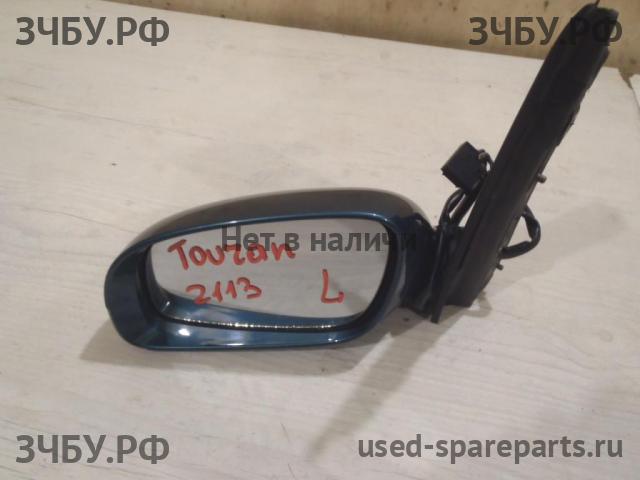 ЗЧБУ.РФ ЗЧБУ.РФ
Нет в наличи
Touran
2113 L
ЗЧБУ.РФ used-spareparts.ru